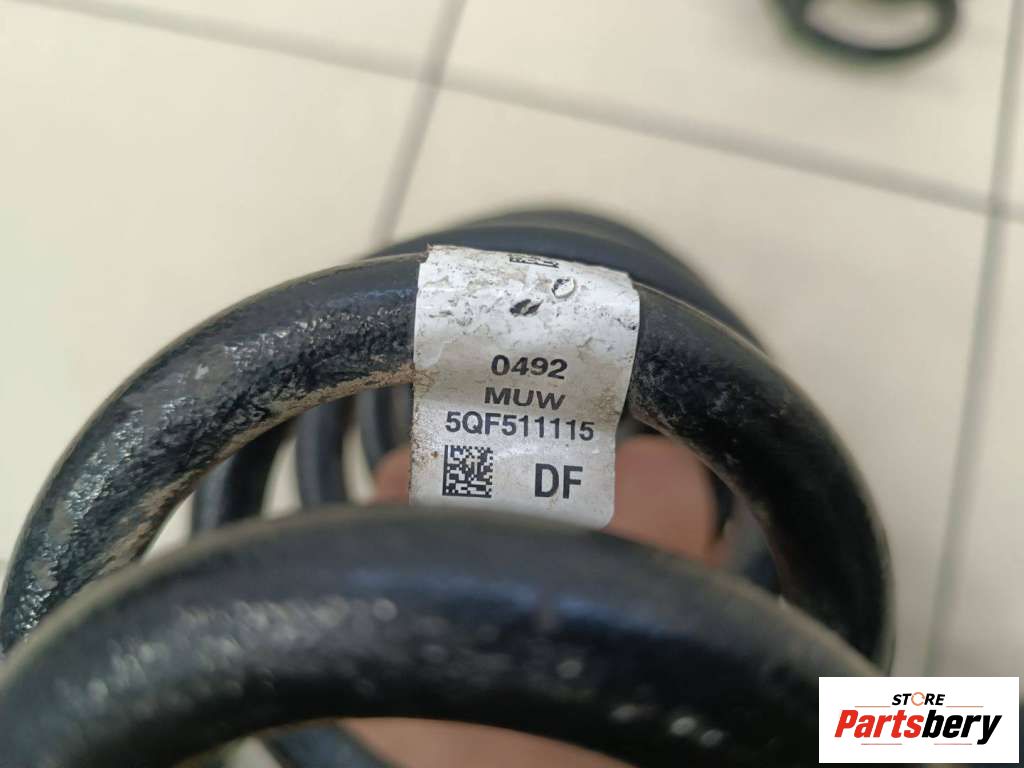 0492
MUW
5QF511115
DF
STORE
Partsbery